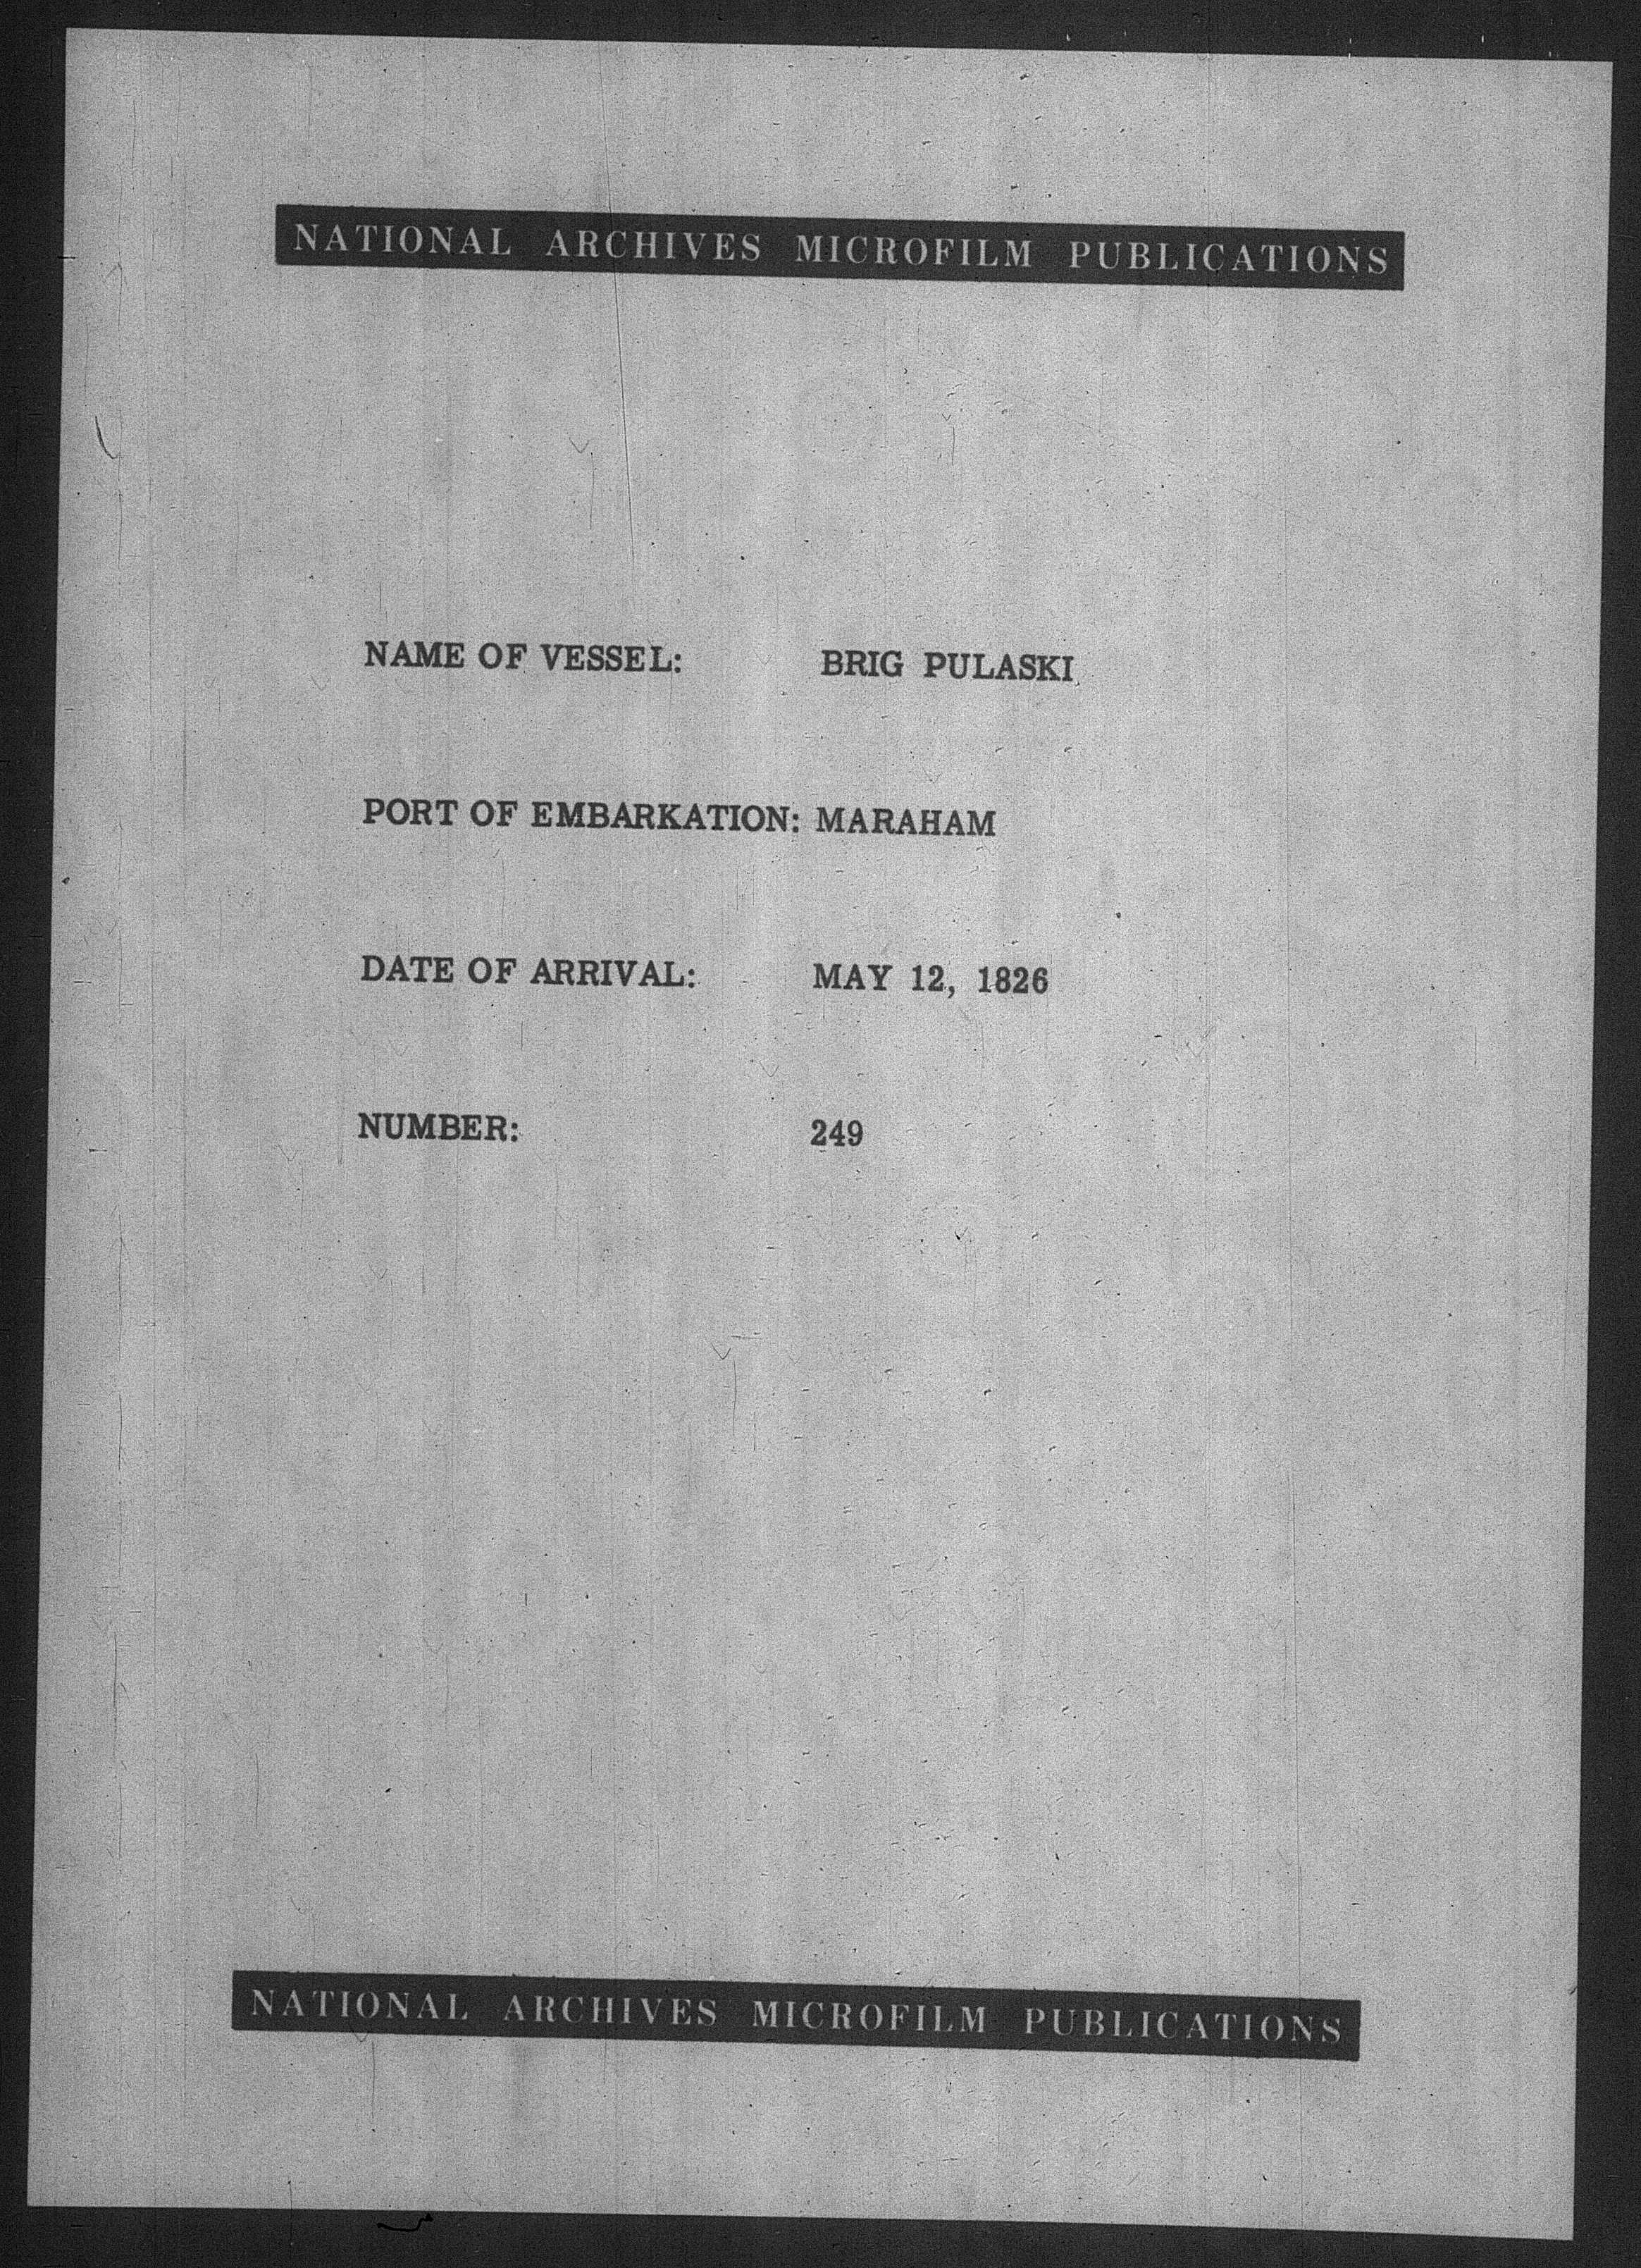 NATIONAL ARCHIVES MICROFILM PUBLICATIONS
NAME OF VESSEL: BRIG PULASKI
PORT OF EMBARKATION: MARAHAM
DATE OF ARRIVAL: MAY 12, 1826
NUMBER: 249
NATIONAL ARCHIVES MICROFILM PUBLICATIONS